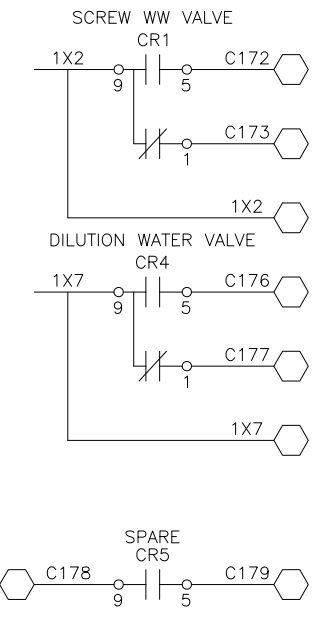 SCREW WW VALVE
CR1
1X2 C172
9 5
C173
1
1X2
DILUTION WATER VALVE
CR4
1X7 C176
9 5
C177
1
1X7
SPARE
CR5
C178 C179
9 5